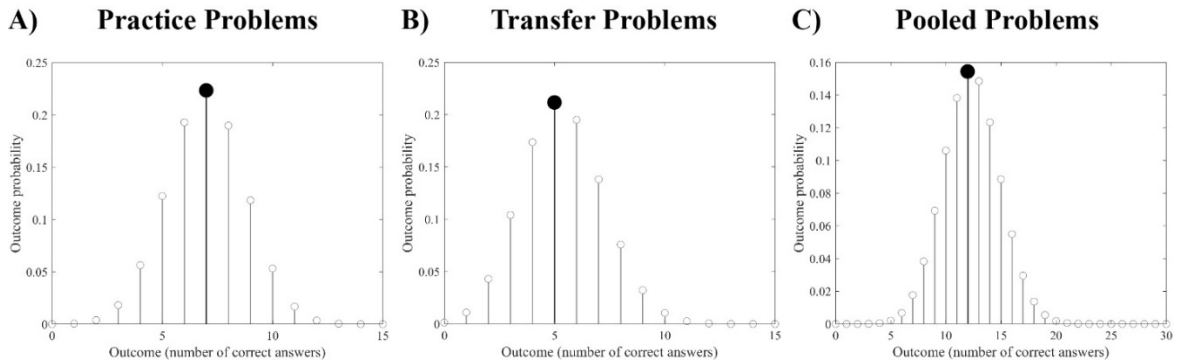 A) Practice Problems
B) Transfer Problems
C) Pooled Problems
0.25
0.2
0.15
0.1
0.05
0
Outcome probability
0 5 10 15
Outcome (number of correct answers)
0.25
0.2
0.15
0.1
0.05
0
Outcome probability
0 5 10 15
Outcome (number of correct answers)
0.16
0.14
0.12
0.1
0.08
0.06
0.04
0.02
0
Outcome probability
0 5 10 15 20 25 30
Outcome (number of correct answers)